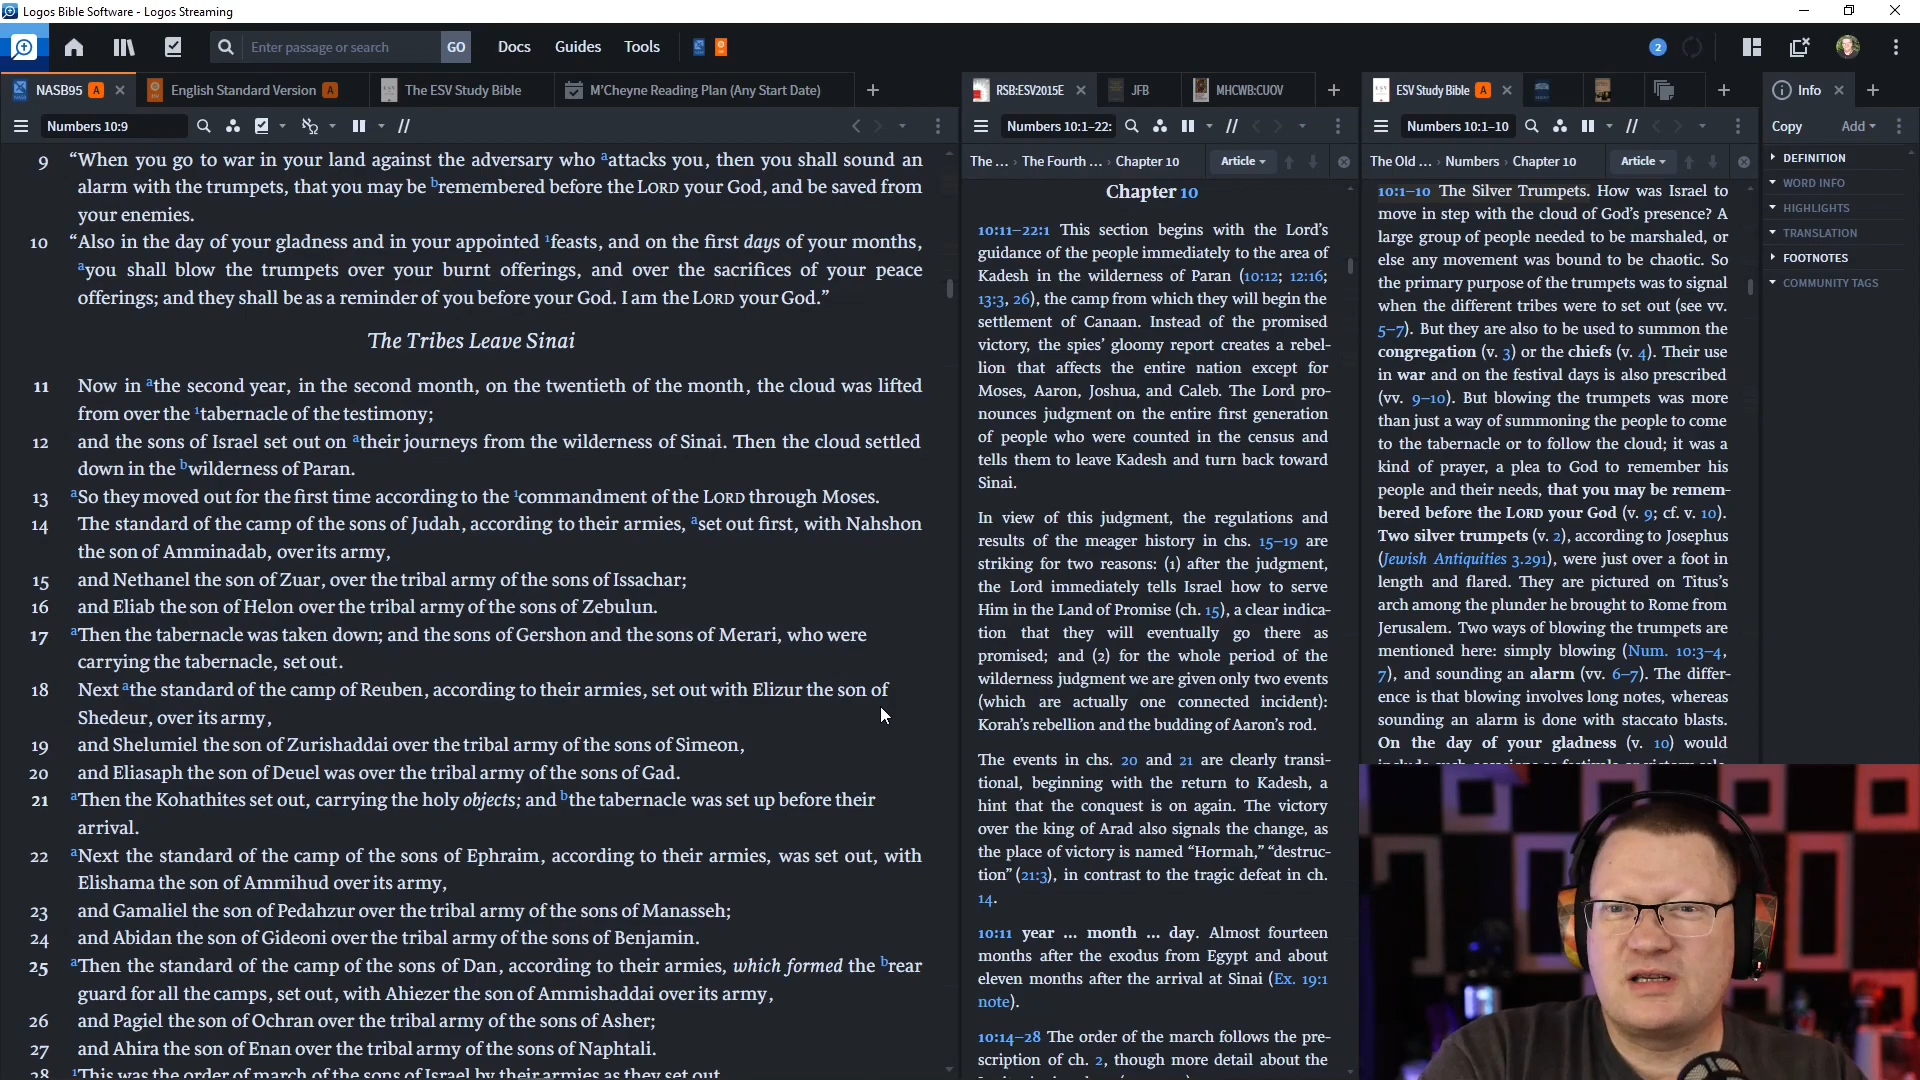 Logos Bible Software - Logos Streaming
Enter passage or search
GO
Docs
Guides
Tools
2
NASB95 A
English Standard Version A
The ESV Study Bible
M'Cheyne Reading Plan (Any Start Date)
Numbers 10:9
9 “When you go to war in your land against the adversary who aattacks you, then you shall sound an
alarm with the trumpets, that you may be bremembered before the LORD your God, and be saved from
your enemies.
10 “Also in the day of your gladness and in your appointed 1feasts, and on the first days of your months,
ayou shall blow the trumpets over your burnt offerings, and over the sacrifices of your peace
offerings; and they shall be as a reminder of you before your God. I am the LORD your God.”
The Tribes Leave Sinai
11 Now in athe second year, in the second month, on the twentieth of the month, the cloud was lifted
from over the 1tabernacle of the testimony;
12 and the sons of Israel set out on atheir journeys from the wilderness of Sinai. Then the cloud settled
down in the bwilderness of Paran.
13 aSo they moved out for the first time according to the 1commandment of the LORD through Moses.
14 The standard of the camp of the sons of Judah, according to their armies, aset out first, with Nahshon
the son of Amminadab, over its army,
15 and Nethanel the son of Zuar, over the tribal army of the sons of Issachar;
16 and Eliab the son of Helon over the tribal army of the sons of Zebulun.
17 aThen the tabernacle was taken down; and the sons of Gershon and the sons of Merari, who were
carrying the tabernacle, set out.
18 Next athe standard of the camp of Reuben, according to their armies, set out with Elizur the son of
Shedeur, over its army,
19 and Shelumiel the son of Zurishaddai over the tribal army of the sons of Simeon,
20 and Eliasaph the son of Deuel was over the tribal army of the sons of Gad.
21 aThen the Kohathites set out, carrying the holy objects; and bthe tabernacle was set up before their
arrival.
22 aNext the standard of the camp of the sons of Ephraim, according to their armies, was set out, with
Elishama the son of Ammihud over its army,
23 and Gamaliel the son of Pedahzur over the tribal army of the sons of Manasseh;
24 and Abidan the son of Gideoni over the tribal army of the sons of Benjamin.
25 aThen the standard of the camp of the sons of Dan, according to their armies, which formed the brear
guard for all the camps, set out, with Ahiezer the son of Ammishaddai over its army,
26 and Pagiel the son of Ochran over the tribal army of the sons of Asher;
27 and Ahira the son of Enan over the tribal army of the sons of Naphtali.
28 1This was the order of march of the sons of Israel by their armies as they set out
RSB:ESV2015E
JFB
MHCWB:CUOV
Numbers 10:1–22:
The ... › The Fourth ... › Chapter 10
Article
Chapter 10
10:11–22:1 This section begins with the Lord’s
guidance of the people immediately to the area of
Kadesh in the wilderness of Paran (10:12; 12:16;
13:3, 26), the camp from which they will begin the
settlement of Canaan. Instead of the promised
victory, the spies’ gloomy report creates a rebel-
lion that affects the entire nation except for
Moses, Aaron, Joshua, and Caleb. The Lord pro-
nounces judgment on the entire first generation
of people who were counted in the census and
tells them to leave Kadesh and turn back toward
Sinai.
In view of this judgment, the regulations and
results of the meager history in chs. 15–19 are
striking for two reasons: (1) after the judgment,
the Lord immediately tells Israel how to serve
Him in the Land of Promise (ch. 15), a clear indica-
tion that they will eventually go there as
promised; and (2) for the whole period of the
wilderness judgment we are given only two events
(which are actually one connected incident):
Korah’s rebellion and the budding of Aaron’s rod.
The events in chs. 20 and 21 are clearly transi-
tional, beginning with the return to Kadesh, a
hint that the conquest is on again. The victory
over the king of Arad also signals the change, as
the place of victory is named “Hormah,” “destruc-
tion” (21:3), in contrast to the tragic defeat in ch.
14.
10:11 year ... month ... day. Almost fourteen
months after the exodus from Egypt and about
eleven months after the arrival at Sinai (Ex. 19:1
note).
10:14–28 The order of the march follows the pre-
scription of ch. 2, though more detail about the
ESV Study Bible A
Numbers 10:1–10
The Old ... › Numbers › Chapter 10
Article
10:1–10 The Silver Trumpets. How was Israel to
move in step with the cloud of God’s presence? A
large group of people needed to be marshaled, or
else any movement was bound to be chaotic. So
the primary purpose of the trumpets was to signal
when the different tribes were to set out (see vv.
5–7). But they are also to be used to summon the
congregation (v. 3) or the chiefs (v. 4). Their use
in war and on the festival days is also prescribed
(vv. 9–10). But blowing the trumpets was more
than just a way of summoning the people to come
to the tabernacle or to follow the cloud; it was a
kind of prayer, a plea to God to remember his
people and their needs, that you may be remem-
bered before the LORD your God (v. 9; cf. v. 10).
Two silver trumpets (v. 2), according to Josephus
(Jewish Antiquities 3.291), were just over a foot in
length and flared. They are pictured on Titus’s
arch among the plunder he brought to Rome from
Jerusalem. Two ways of blowing the trumpets are
mentioned here: simply blowing (Num. 10:3–4,
7), and sounding an alarm (vv. 6–7). The differ-
ence is that blowing involves long notes, whereas
sounding an alarm is done with staccato blasts.
On the day of your gladness (v. 10) would
Info
Copy
Add
DEFINITION
WORD INFO
HIGHLIGHTS
TRANSLATION
FOOTNOTES
COMMUNITY TAGS